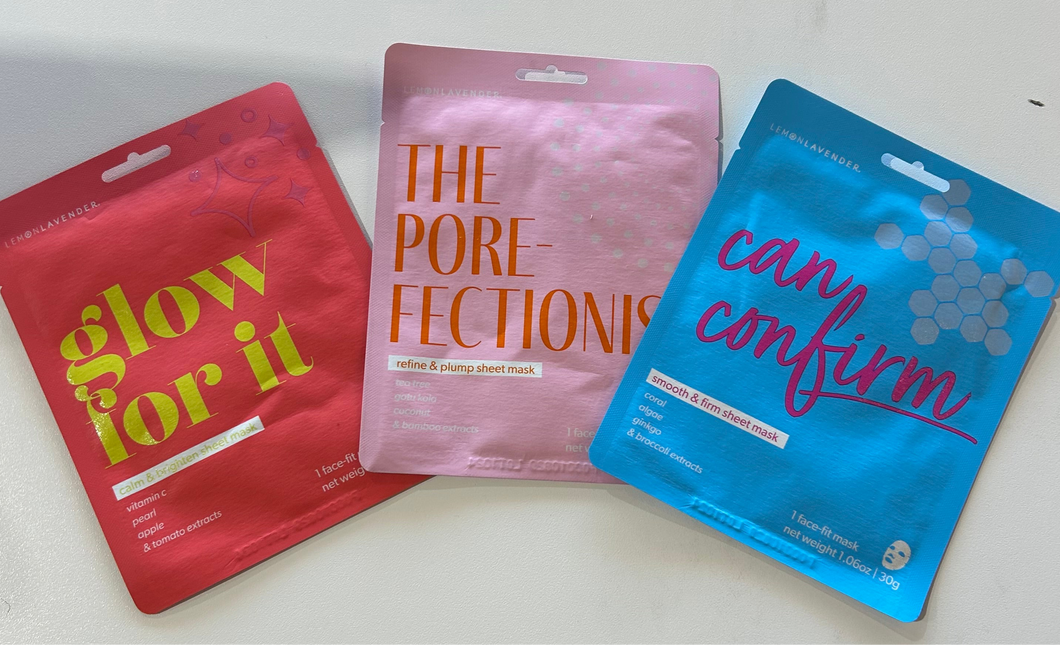 LEMONLAVENDER.
glow
for it
calm & brighten sheet mask
vitamin c
pearl
apple
& tomato extracts
1 face-fit
net weig
LEMONLAVENDER
THE
PORE-
FECTIONIS
refine & plump sheet mask
tea tree
gotu kola
coconut
& bamboo extracts
1 face-
net w
LEMONLAVENDER.
can
confirm
smooth & firm sheet mask
coral
algae
ginkgo
& broccoli extracts
1 face-fit mask
net weight 1.06oz | 30g